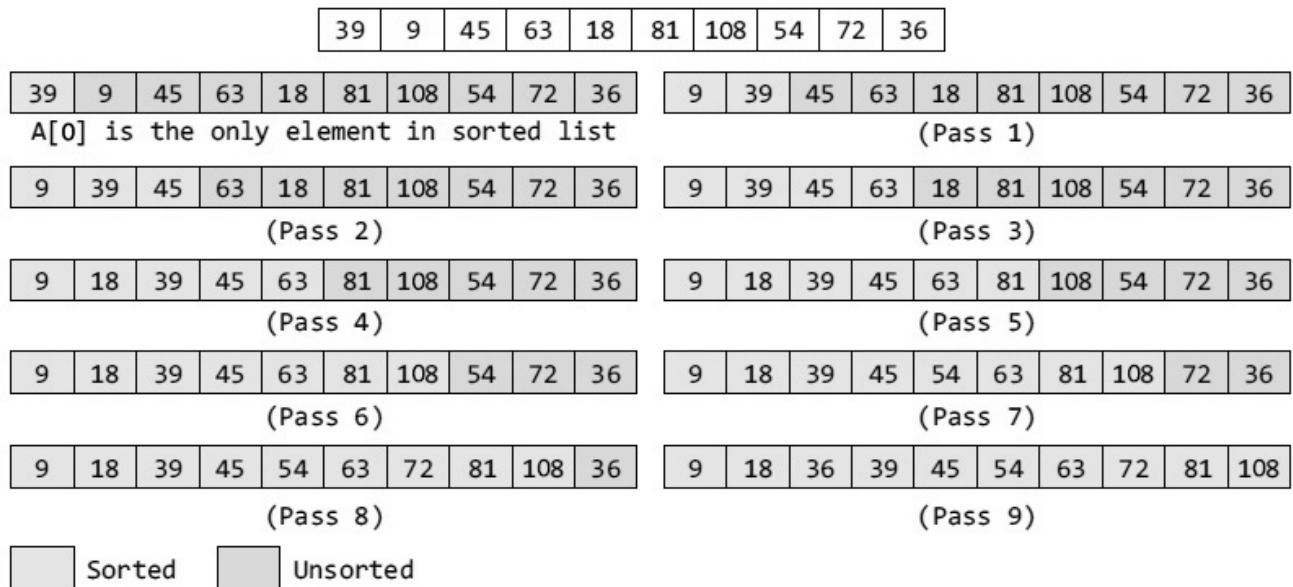 39 9 45 63 18 81 108 54 72 36
39 9 45 63 18 81 108 54 72 36
A[0] is the only element in sorted list
9 39 45 63 18 81 108 54 72 36
(Pass 1)
9 39 45 63 18 81 108 54 72 36
(Pass 2)
9 39 45 63 18 81 108 54 72 36
(Pass 3)
9 18 39 45 63 81 108 54 72 36
(Pass 4)
9 18 39 45 63 81 108 54 72 36
(Pass 5)
9 18 39 45 63 81 108 54 72 36
(Pass 6)
9 18 39 45 54 63 81 108 72 36
(Pass 7)
9 18 39 45 54 63 72 81 108 36
(Pass 8)
9 18 36 39 45 54 63 72 81 108
(Pass 9)
Sorted
Unsorted